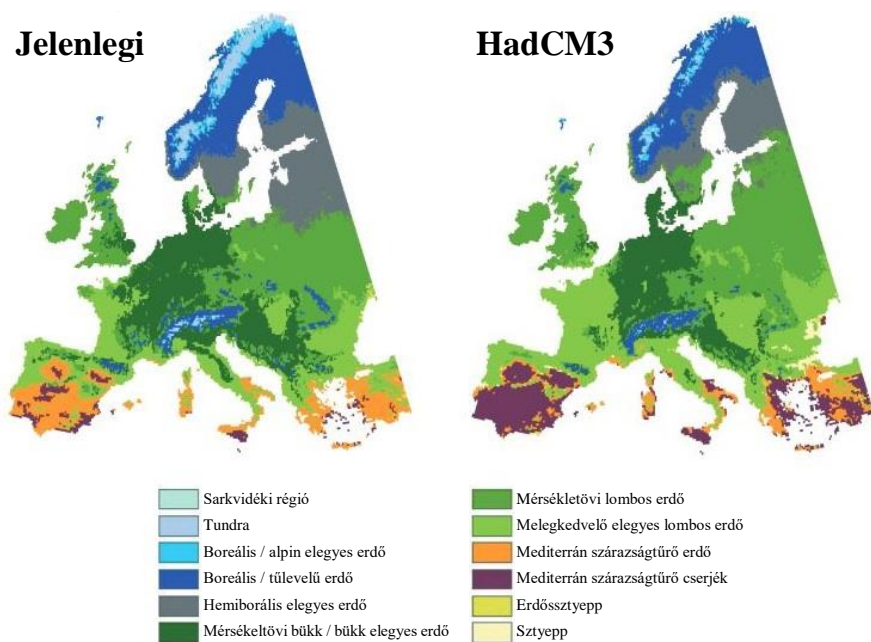 Jelenlegi
HadCM3
Sarkvidéki régió
Tundra
Boreális / alpin elegyes erdő
Boreális / tűlevelű erdő
Hemiborális elegyes erdő
Mérsékeltövi bükk / bükk elegyes erdő
Mérsékletövi lombos erdő
Melegkedvelő elegyes lombos erdő
Mediterrán szárazságtűrő erdő
Mediterrán szárazságtűrő cserjék
Erdőssztyepp
Sztyepp